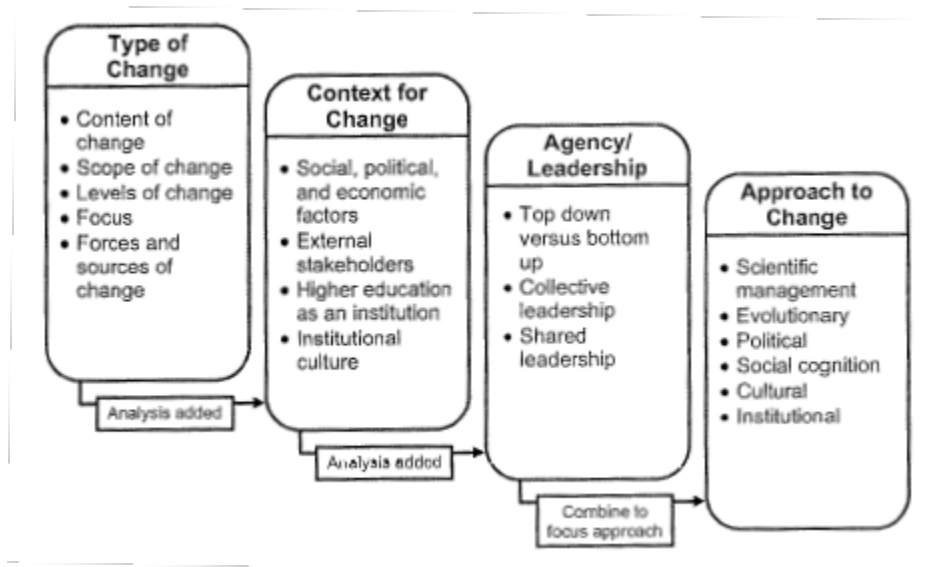 Type of
Change
• Content of
change
• Scope of change
• Levels of change
• Focus
• Forces and
sources of
change
Analysis added
Context for
Change
• Social, political,
and economic
factors
• External
stakeholders
• Higher education
as an institution
• Institutional
culture
Analysis added
Agency/
Leadership
• Top down
versus bottom
up
• Collective
leadership
• Shared
leadership
Combine to
focus approach
Approach to
Change
• Scientific
management
• Evolutionary
• Political
• Social cognition
• Cultural
• Institutional